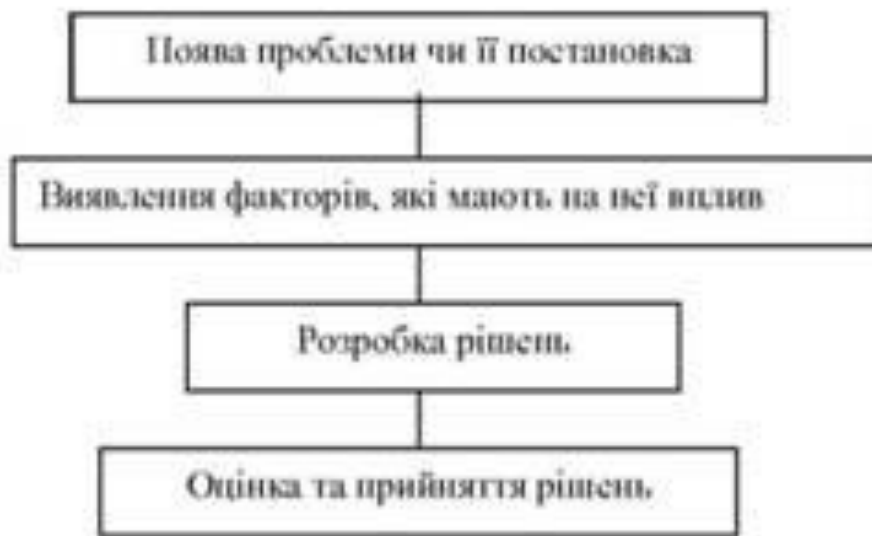 Поява проблеми чи її постановка
Виявлення факторів, які мають на неї вплив
Розробка рішень
Оцінка та прийняття рішень